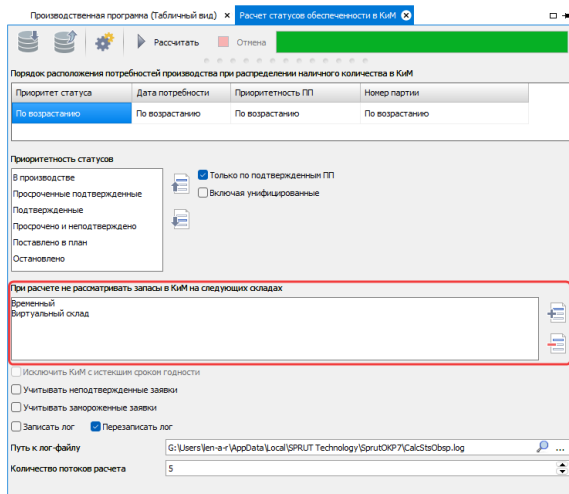 Производственная программа (Табличный вид)
Расчет статусов обеспеченности в КиМ
Рассчитать
Отмена
Порядок расположения потребностей производства при распределении наличного количества в КиМ
Приоритет статуса Дата потребности Приоритетность ПП Номер партии
По возрастанию По возрастанию По возрастанию По возрастанию
Приоритетность статусов
В производстве
Просроченные подтвержденные
Подтвержденные
Просрочено и неподтверждено
Поставлено в план
Остановлено
Только по подтвержденным ПП
Включая унифицированные
При расчете не рассматривать запасы в КиМ на следующих складах
Временный
Виртуальный склад
Исключить КиМ с истекшим сроком годности
Учитывать неподтвержденные заявки
Учитывать замороженные заявки
Записать лог Перезаписать лог
Путь к лог-файлу G:\Users\len-a-r\AppData\Local\SPRUT Technology\SprutOKP7\CalcStsObsp.log ...
Количество потоков расчета 5